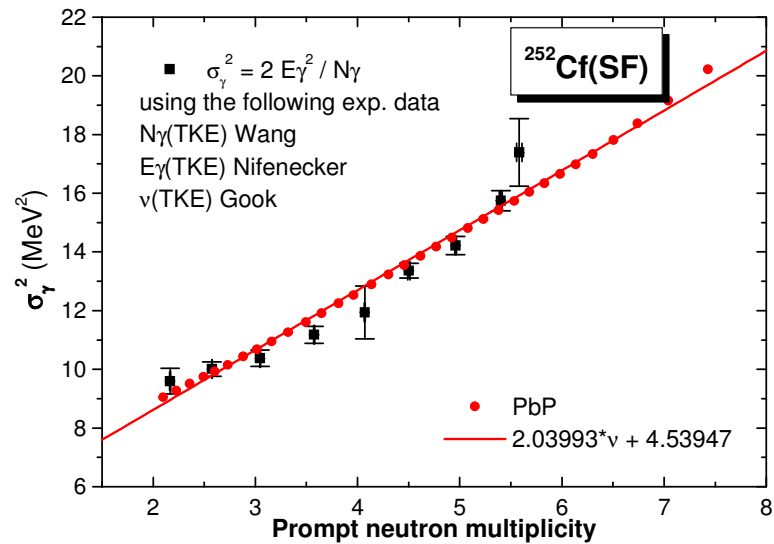 22
20
18
16
14
12
10
8
6
σγ² (MeV²)
σγ² = 2 Eγ² / Nγ
using the following exp. data
Nγ(TKE) Wang
Eγ(TKE) Nifenecker
ν(TKE) Gook
²⁵²Cf(SF)
PbP
2.03993*ν + 4.53947
2 3 4 5 6 7 8
Prompt neutron multiplicity